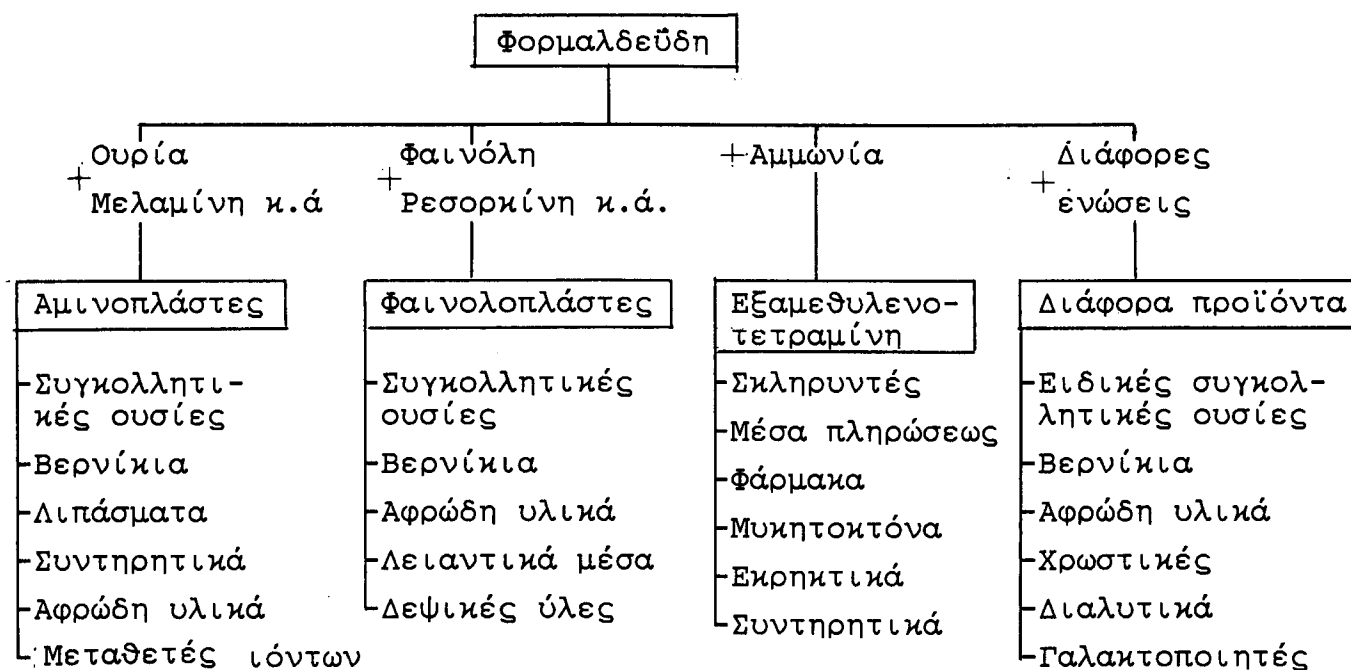 Φορμαλδεΰδη
+ Ουρία
Μελαμίνη κ.ά
+ Φαινόλη
Ρεσορκίνη κ.ά.
+ Αμμωνία
+ Διάφορες
ενώσεις
Αμινοπλάστες
Συγκολλητι-
κές ουσίες
Βερνίκια
Λιπάσματα
Συντηρητικά
Αφρώδη υλικά
Μεταθετές ιόντων
Φαινολοπλάστες
Συγκολλητικές
ουσίες
Βερνίκια
Αφρώδη υλικά
Λειαντικά μέσα
Δεψικές ύλες
Εξαμεθυλενο-
τετραμίνη
Σκληρυντές
Μέσα πληρώσεως
Φάρμακα
Μυκητοκτόνα
Εκρηκτικά
Συντηρητικά
Διάφορα προϊόντα
Ειδικές συγκολ-
λητικές ουσίες
Βερνίκια
Αφρώδη υλικά
Χρωστικές
Διαλυτικά
Γαλακτοποιητές